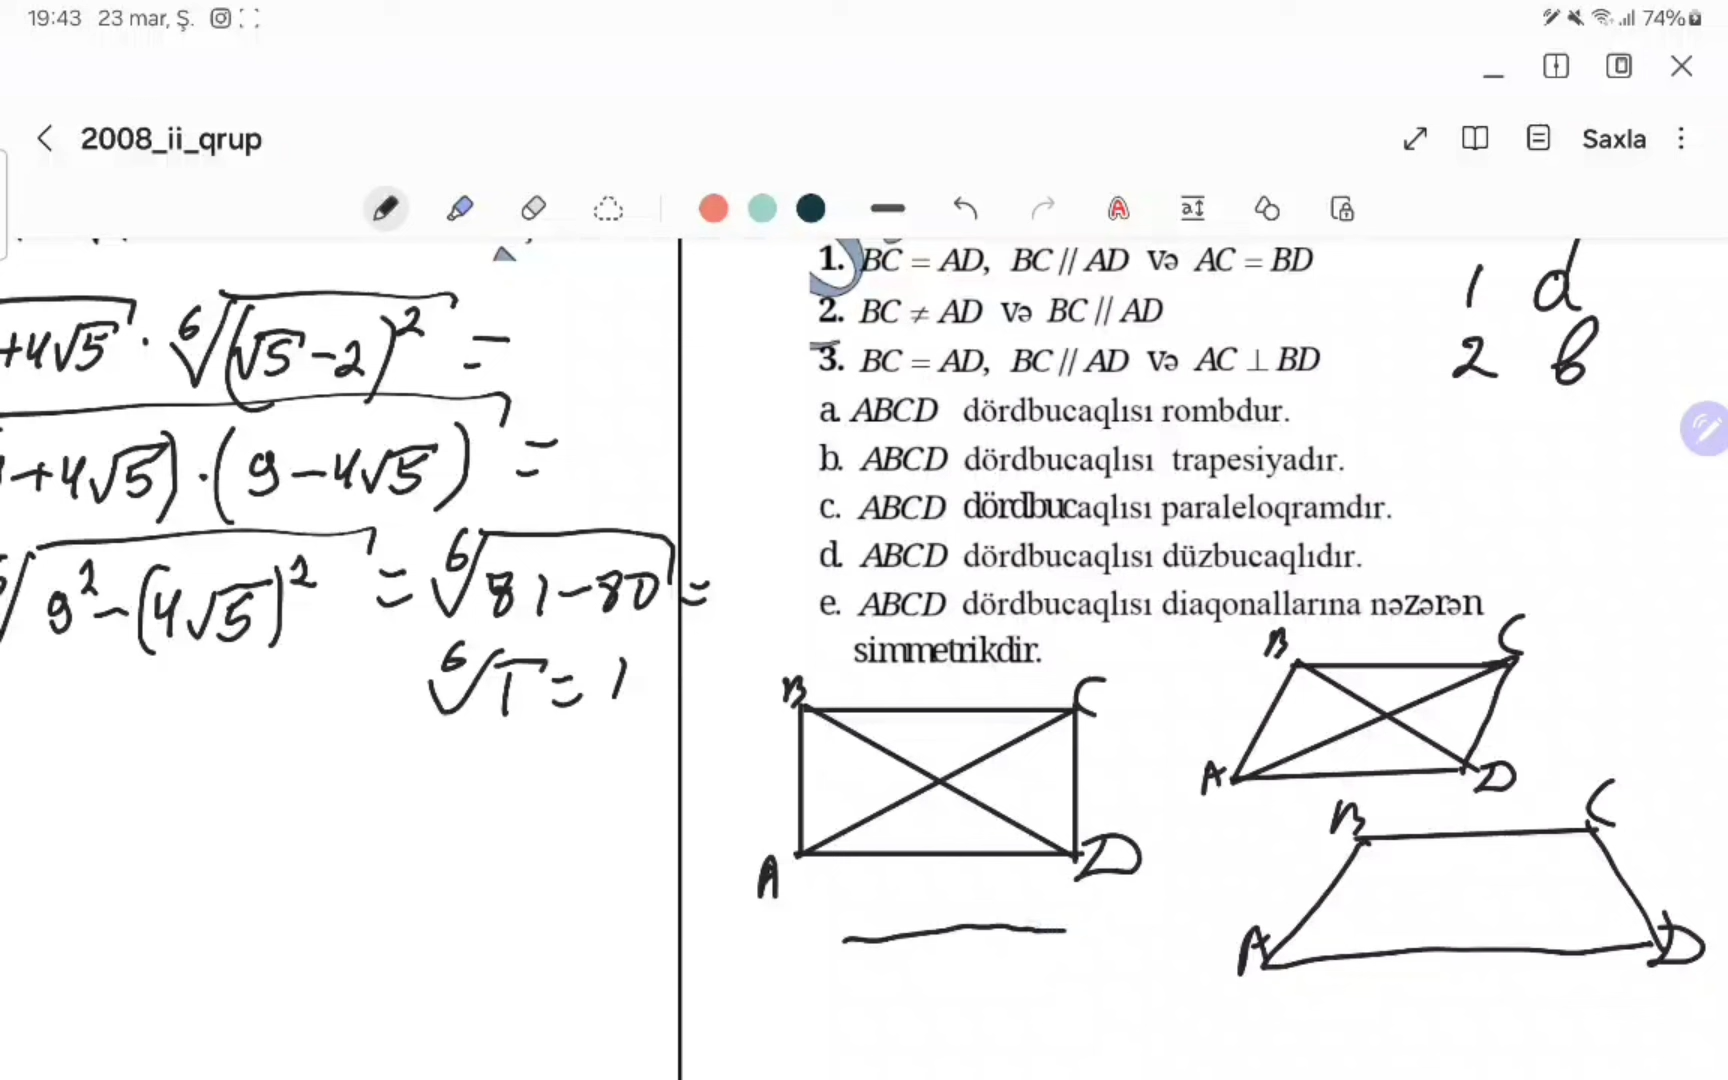 19:43 23 mar, Ş.
74%
2008_ii_qrup
Saxla
+4√5 · ⁶√(√5-2)² =
+4√5) · (9-4√5) =
√9²-(4√5)² = ⁶√81-80 =
⁶√1 = 1
1. BC = AD, BC // AD və AC = BD
2. BC ≠ AD və BC // AD
3. BC = AD, BC // AD və AC ⊥ BD
a. ABCD dördbucaqlısı rombdur.
b. ABCD dördbucaqlısı trapesiyadır.
c. ABCD dördbucaqlısı paraleloqramdır.
d. ABCD dördbucaqlısı düzbucaqlıdır.
e. ABCD dördbucaqlısı diaqonallarına nəzərən
simmetrikdir.
1 d
2 b
B C
A D
B C
A D
B C
A D